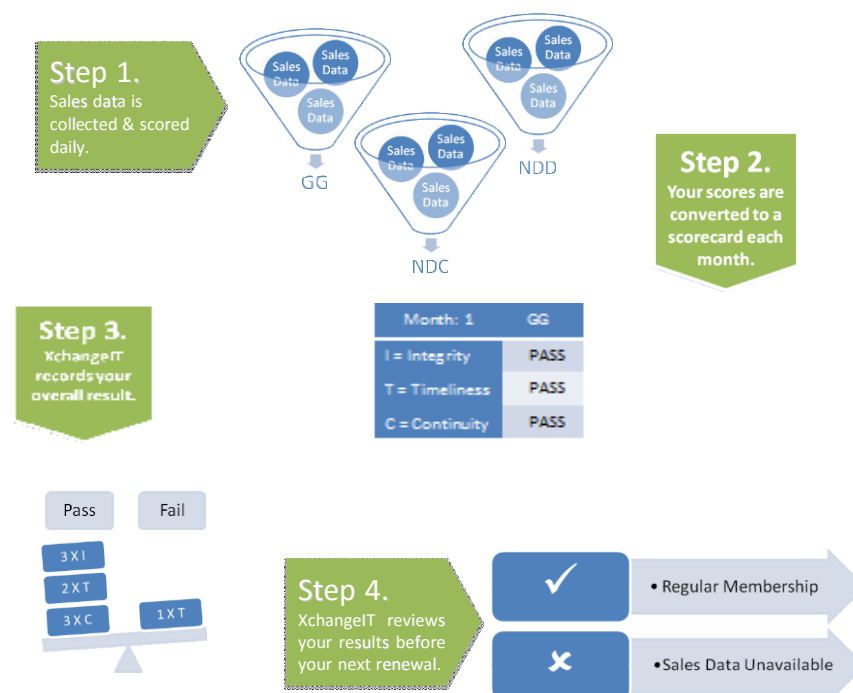 Step 1.
Sales data is
collected & scored
daily.
Sales
Data
Sales
Data
Sales
Data
GG
Sales
Data
Sales
Data
Sales
Data
NDC
Sales
Data
Sales
Data
Sales
Data
NDD
Step 2.
Your scores are
converted to a
scorecard each
month.
Step 3.
XchangeIT
records your
overall result.
Month: 1 GG
I = Integrity PASS
T = Timeliness PASS
C = Continuity PASS
Pass Fail
3 X I
2 X T
3 X C
1 X T
Step 4.
XchangeIT reviews
your results before
your next renewal.
• Regular Membership
•Sales Data Unavailable